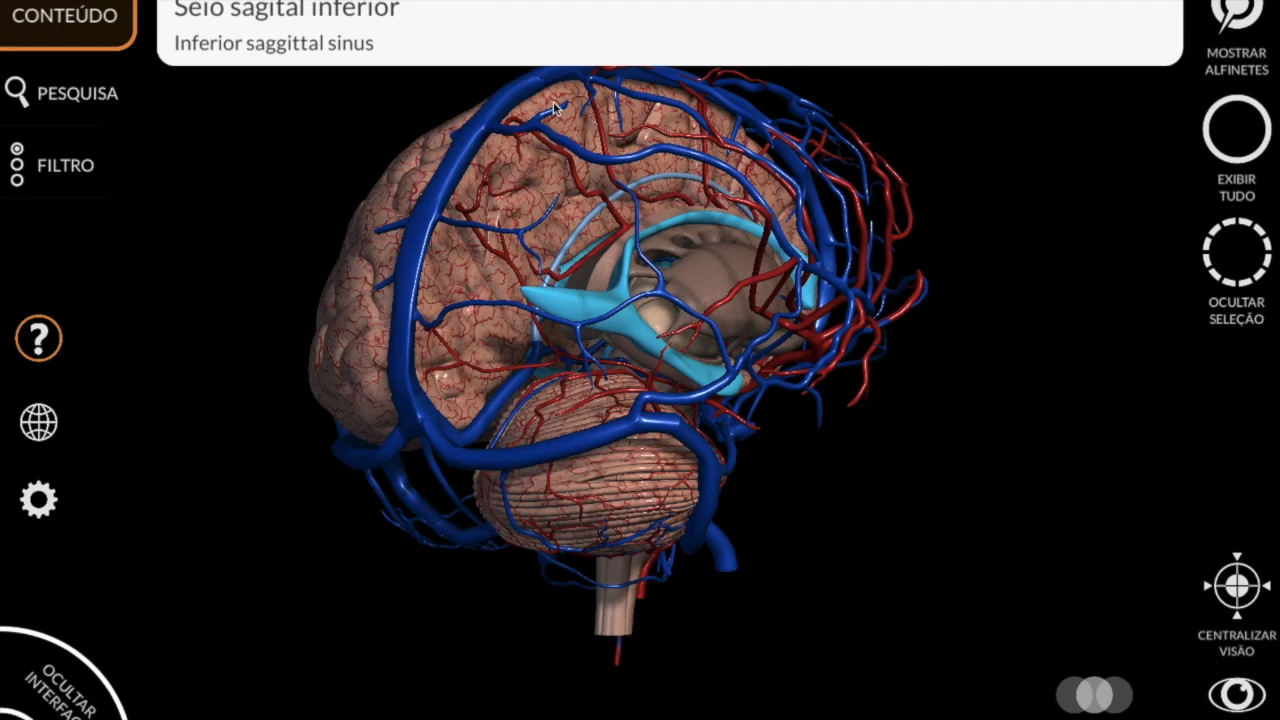 CONTEÚDO
Seio sagital inferior
Inferior saggittal sinus
PESQUISA
FILTRO
?
MOSTRAR
ALFINETES
EXIBIR
TUDO
OCULTAR
SELEÇÃO
CENTRALIZAR
VISÃO
OCULTAR